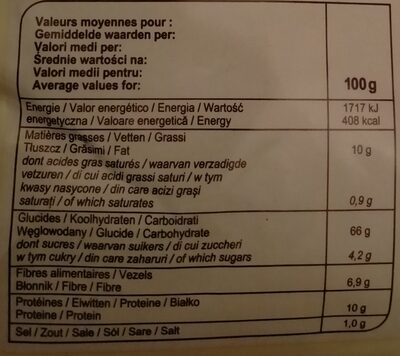 Valeurs moyennes pour :
Gemiddelde waarden per:
Valori medi per:
Średnie wartości na:
Valori medii pentru:
Average values for:
100 g
Energie / Valor energético / Energia / Wartość
energetyczna / Valoare energetică / Energy
1717 kJ
408 kcal
Matières grasses / Vetten / Grassi
Tłuszcz / Grăsimi / Fat
10 g
dont acides gras saturés / waarvan verzadigde
vetzuren / di cui acidi grassi saturi / w tym
kwasy nasycone / din care acizi grași
saturați / of which saturates
0,9 g
Glucides / Koolhydraten / Carboidrati
Węglowodany / Glucide / Carbohydrate
66 g
dont sucres / waarvan suikers / di cui zuccheri
w tym cukry / din care zaharuri / of which sugars
4,2 g
Fibres alimentaires / Vezels
Błonnik / Fibre / Fibre
6,9 g
Protéines / Eiwitten / Proteine / Białko
Proteine / Protein
10 g
Sel / Zout / Sale / Sól / Sare / Salt
1,0 g